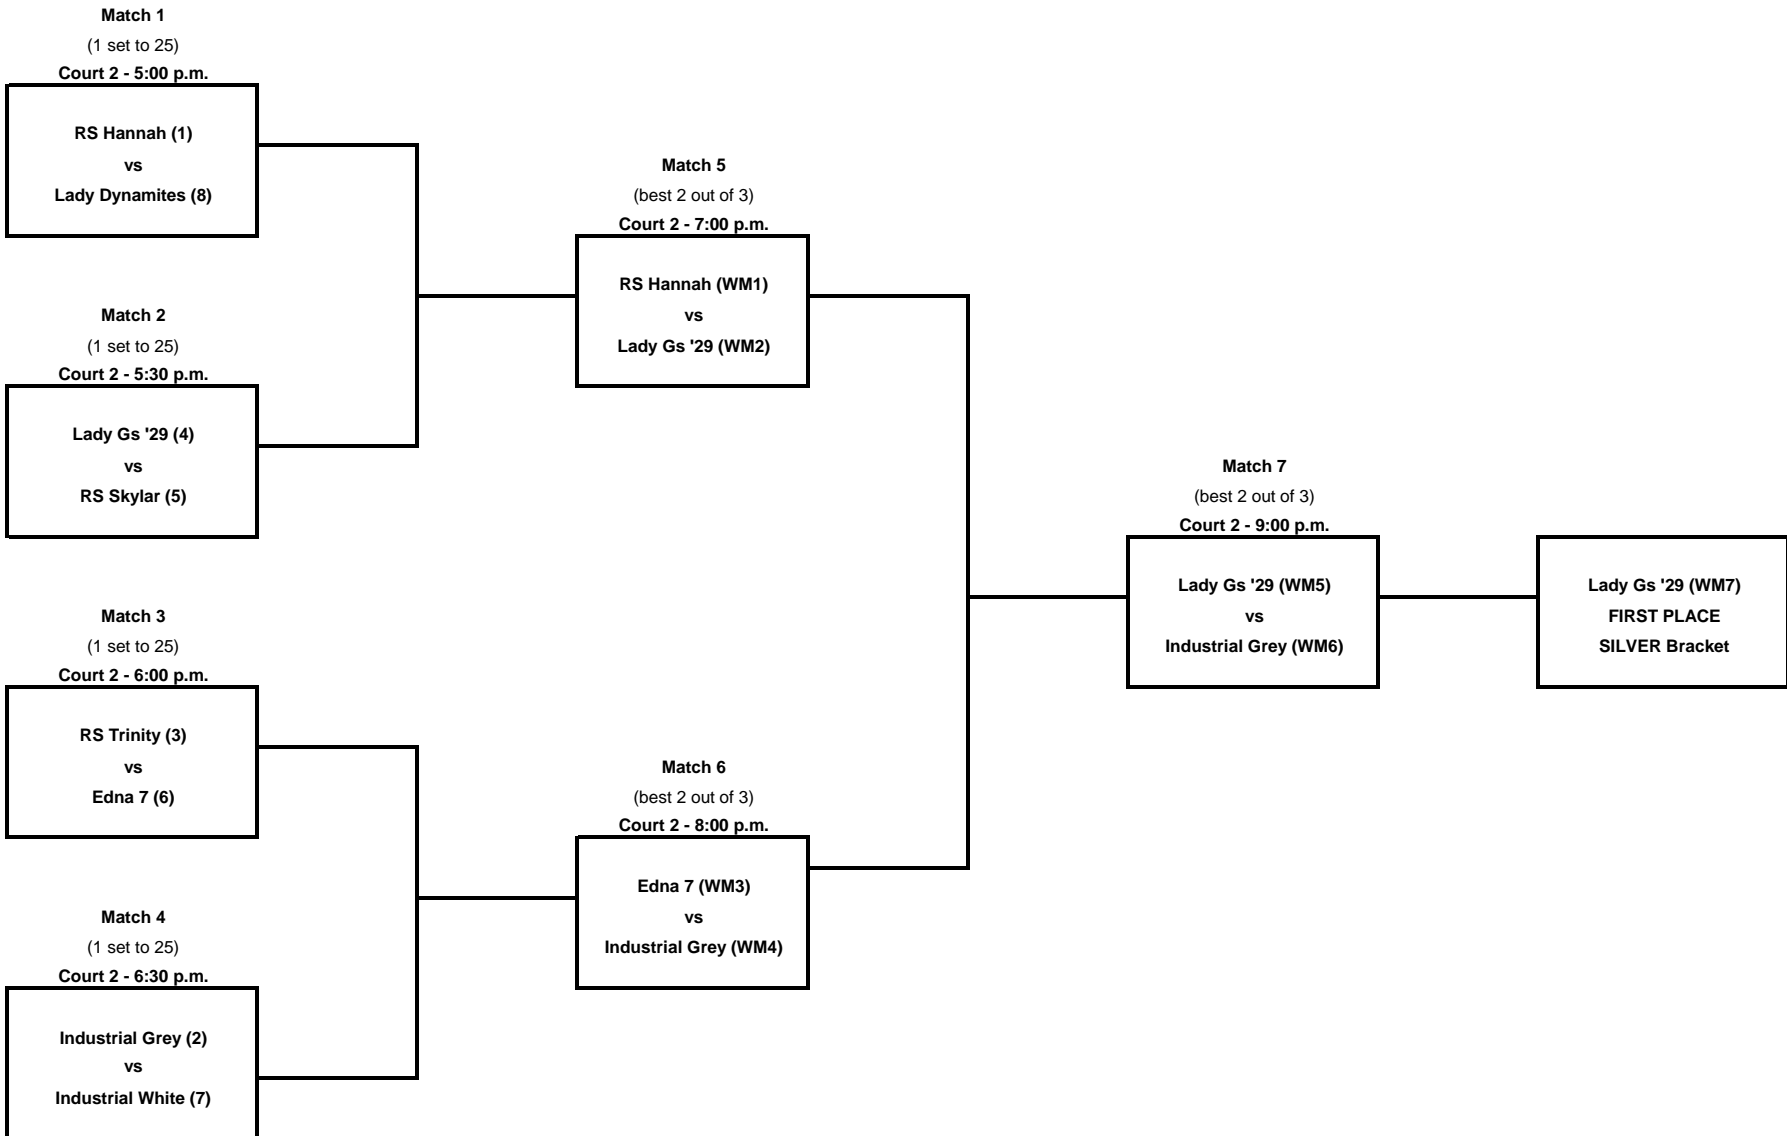 Match 1
(1 set to 25)
Court 2 - 5:00 p.m.
RS Hannah (1)
vs
Lady Dynamites (8)
Match 2
(1 set to 25)
Court 2 - 5:30 p.m.
Lady Gs '29 (4)
vs
RS Skylar (5)
Match 3
(1 set to 25)
Court 2 - 6:00 p.m.
RS Trinity (3)
vs
Edna 7 (6)
Match 4
(1 set to 25)
Court 2 - 6:30 p.m.
Industrial Grey (2)
vs
Industrial White (7)
Match 5
(best 2 out of 3)
Court 2 - 7:00 p.m.
RS Hannah (WM1)
vs
Lady Gs '29 (WM2)
Match 6
(best 2 out of 3)
Court 2 - 8:00 p.m.
Edna 7 (WM3)
vs
Industrial Grey (WM4)
Match 7
(best 2 out of 3)
Court 2 - 9:00 p.m.
Lady Gs '29 (WM5)
vs
Industrial Grey (WM6)
Lady Gs '29 (WM7)
FIRST PLACE
SILVER Bracket